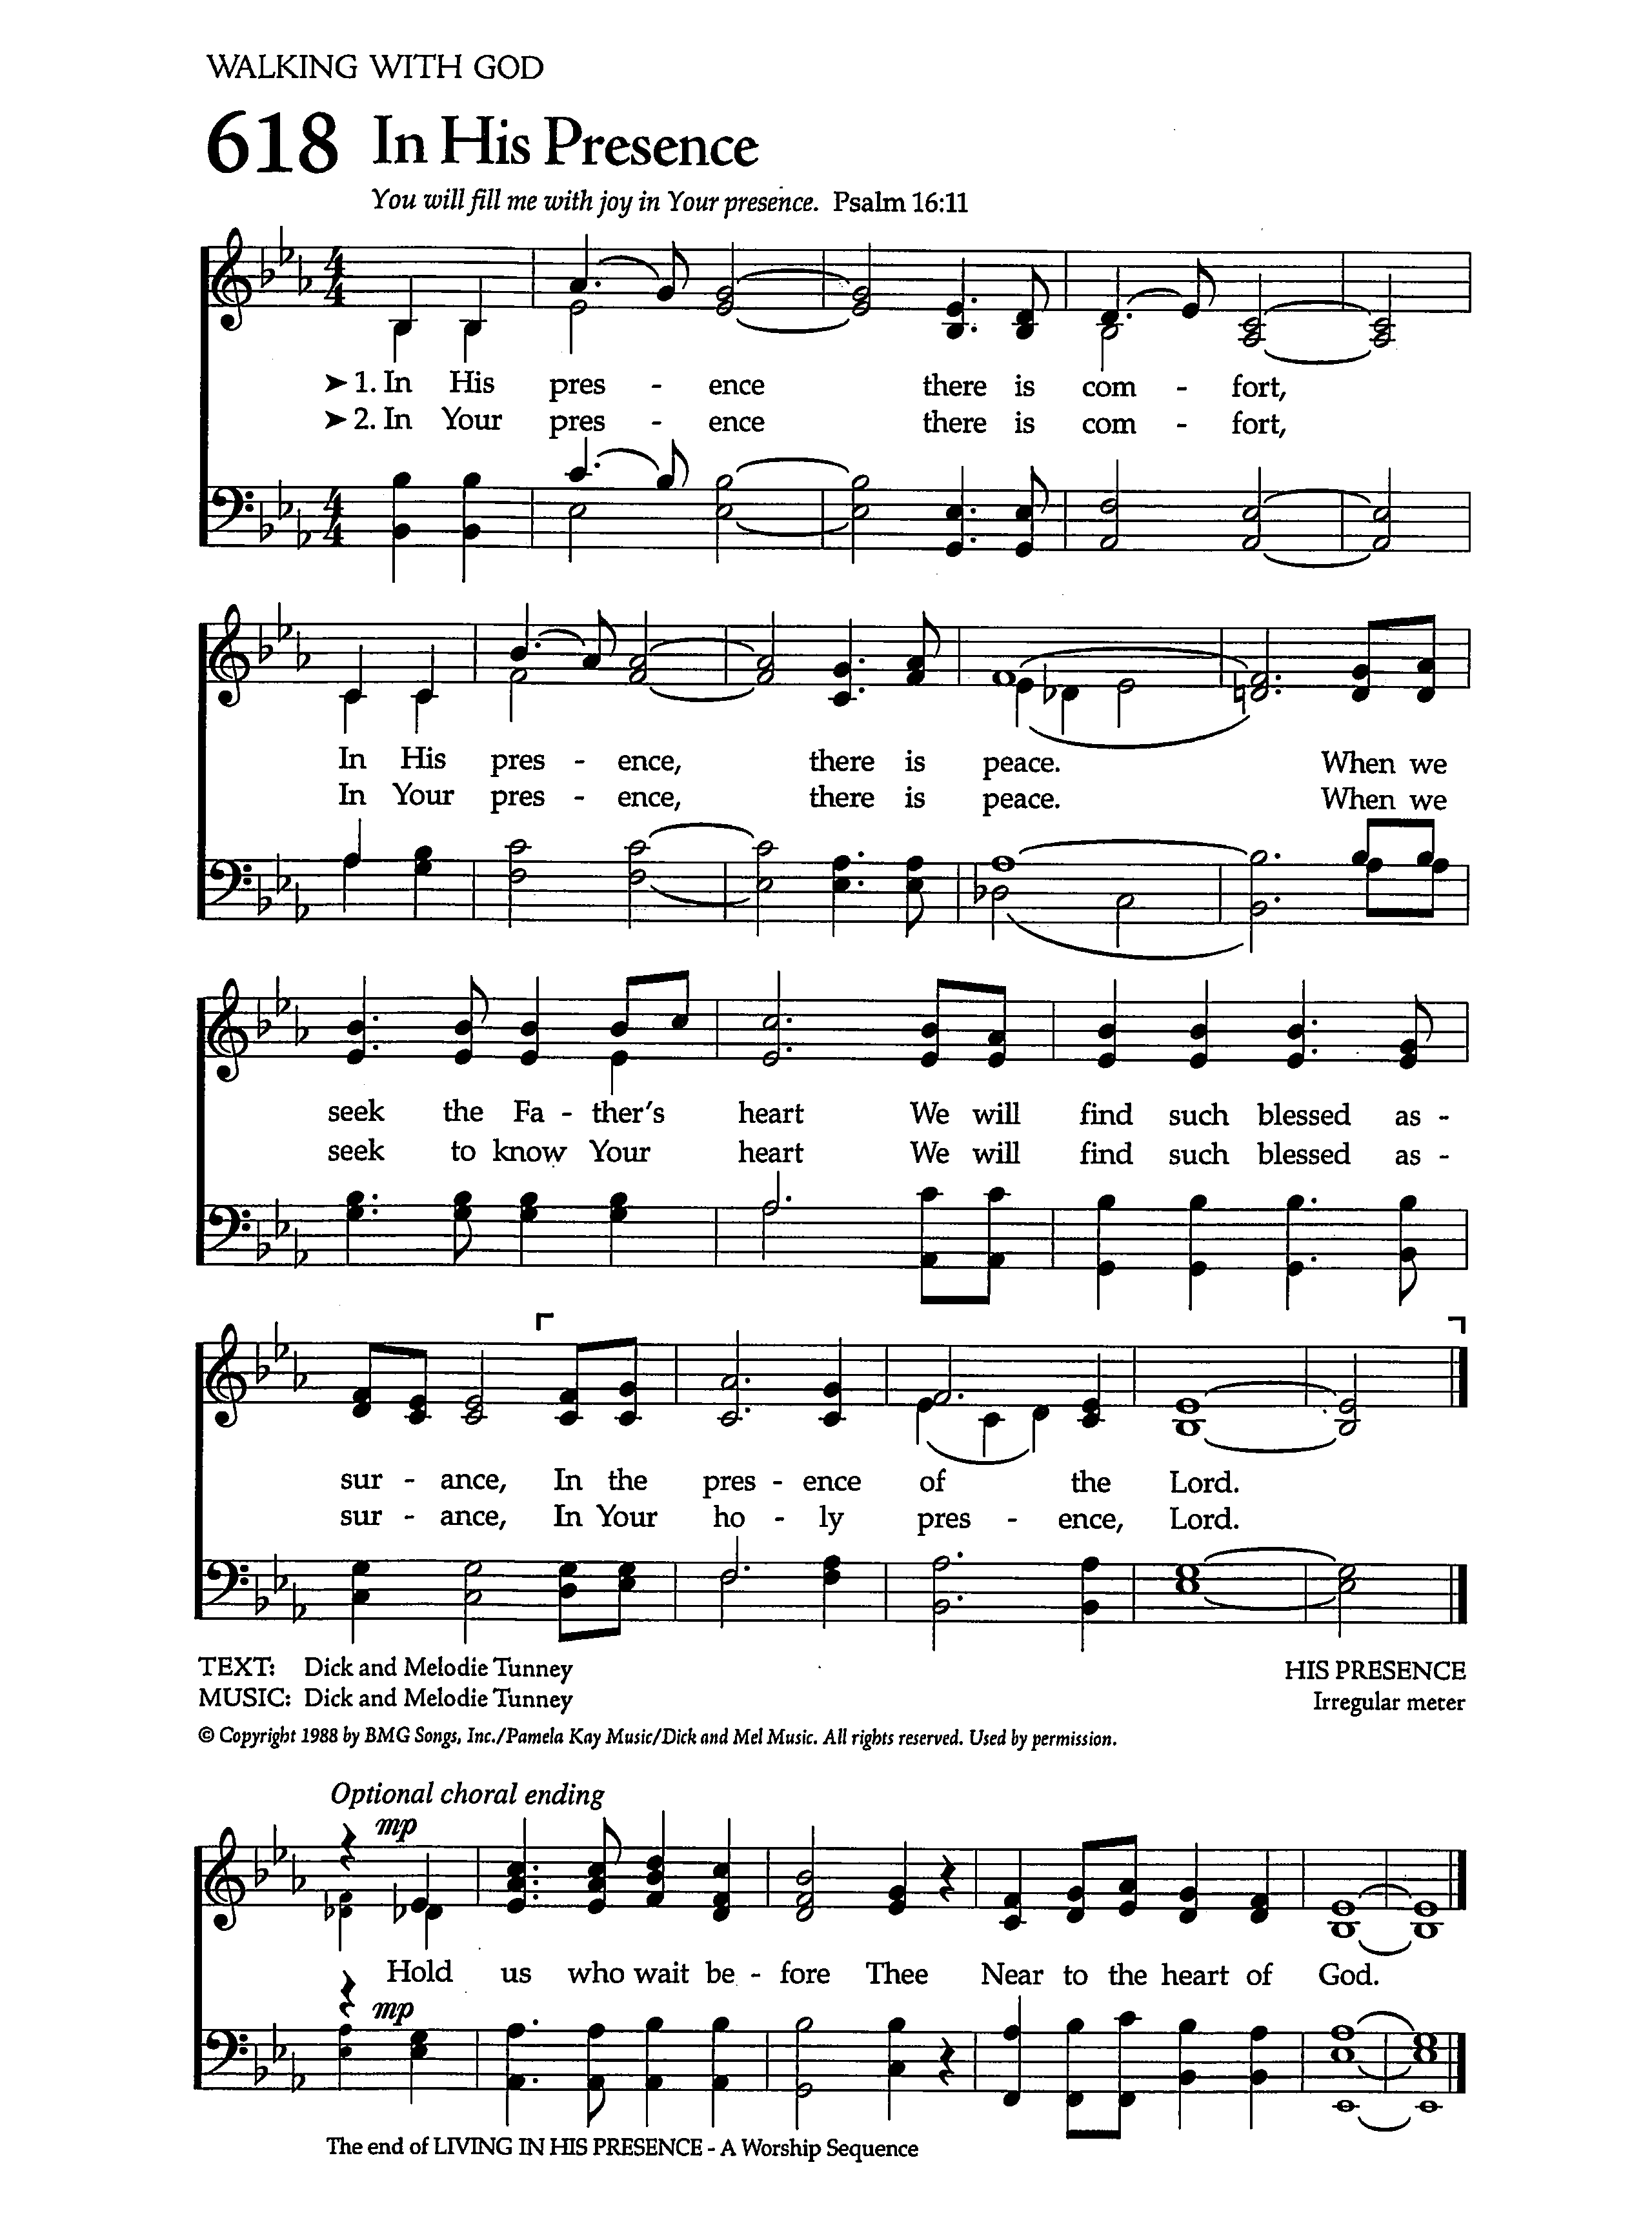 WALKING WITH GOD
618 In His Presence
You will fill me with joy in Your presence. Psalm 16:11
➤ 1. In His pres - ence there is com - fort,
➤ 2. In Your pres - ence there is com - fort,
In His pres - ence, there is peace. When we
In Your pres - ence, there is peace. When we
seek the Fa - ther's heart We will find such blessed as -
seek to know Your heart We will find such blessed as -
sur - ance, In the pres - ence of the Lord.
sur - ance, In Your ho - ly pres - ence, Lord.
TEXT: Dick and Melodie Tunney HIS PRESENCE
MUSIC: Dick and Melodie Tunney Irregular meter
© Copyright 1988 by BMG Songs, Inc./Pamela Kay Music/Dick and Mel Music. All rights reserved. Used by permission.
Optional choral ending
mp
Hold us who wait be - fore Thee Near to the heart of God.
mp
The end of LIVING IN HIS PRESENCE - A Worship Sequence